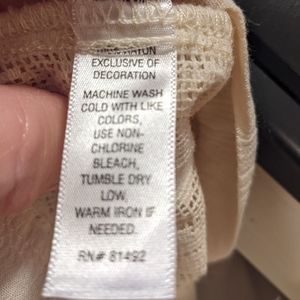 RAYON
EXCLUSIVE OF
DECORATION
MACHINE WASH
COLD WITH LIKE
COLORS,
USE NON-
CHLORINE
BLEACH,
TUMBLE DRY
LOW,
WARM IRON IF
NEEDED.
RN# 81492